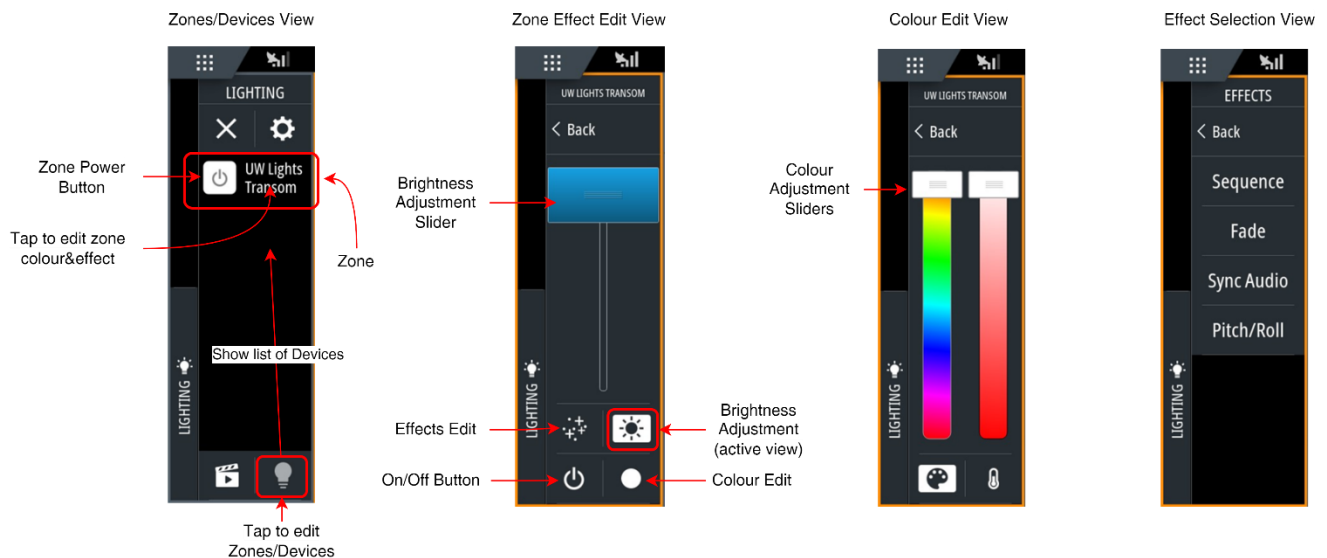 Zones/Devices View
Zone Effect Edit View
Colour Edit View
Effect Selection View
LIGHTING
UW Lights
Transom
Zone Power
Button
Tap to edit zone
colour&effect
Zone
Show list of Devices
LIGHTING
Tap to edit
Zones/Devices
UW LIGHTS TRANSOM
< Back
Brightness
Adjustment
Slider
LIGHTING
Effects Edit
Brightness
Adjustment
(active view)
On/Off Button
Colour Edit
UW LIGHTS TRANSOM
< Back
Colour
Adjustment
Sliders
LIGHTING
EFFECTS
< Back
Sequence
Fade
Sync Audio
Pitch/Roll
LIGHTING